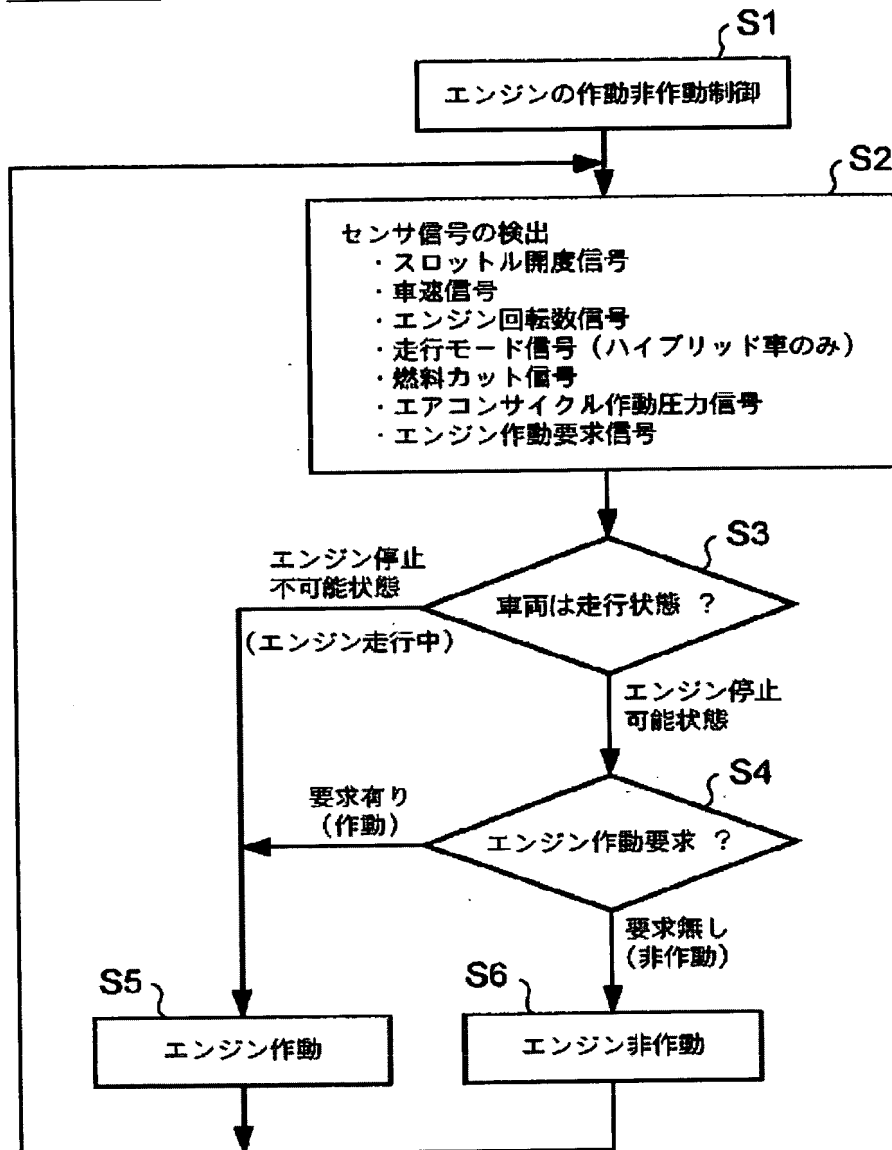 S1
エンジンの作動非作動制御
S2
センサ信号の検出
・スロットル開度信号
・車速信号
・エンジン回転数信号
・走行モード信号（ハイブリッド車のみ）
・燃料カット信号
・エアコンサイクル作動圧力信号
・エンジン作動要求信号
S3
エンジン停止
不可能状態
車両は走行状態 ？
(エンジン走行中)
エンジン停止
可能状態
S4
要求有り
(作動)
エンジン作動要求 ？
要求無し
(非作動)
S5
S6
エンジン作動
エンジン非作動